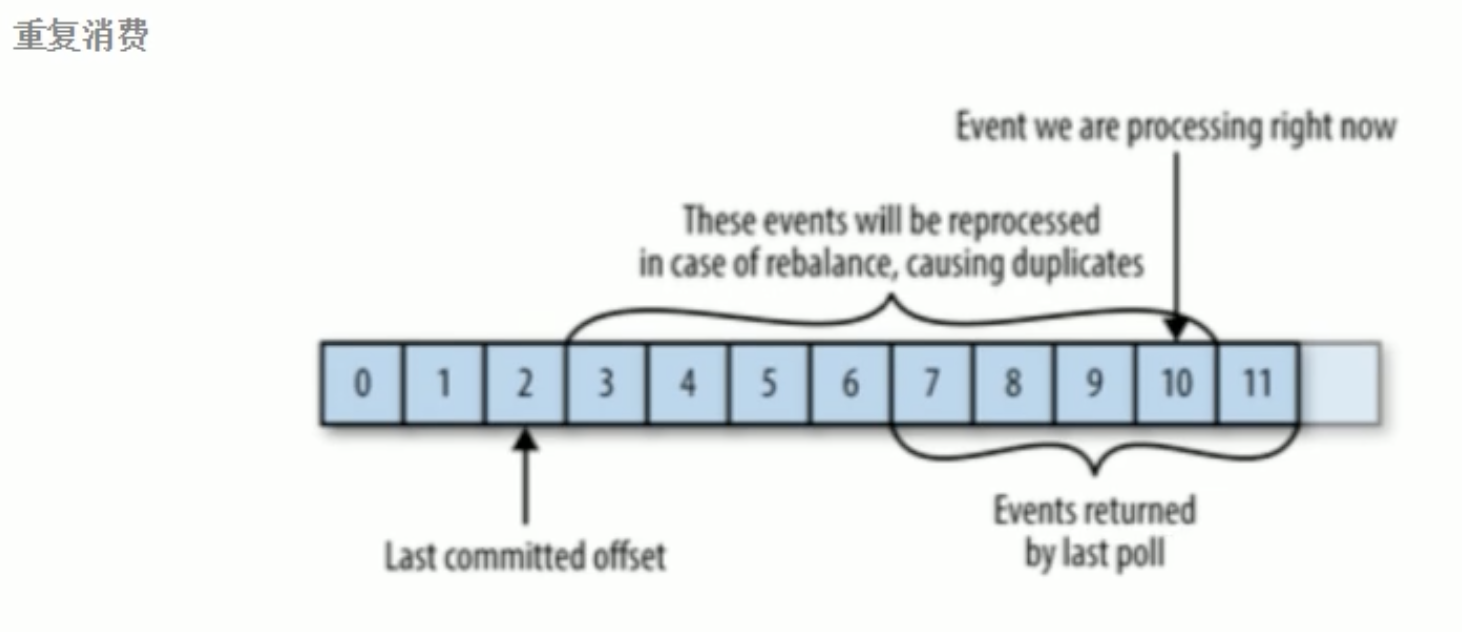 重复消费
Event we are processing right now
These events will be reprocessed
in case of rebalance, causing duplicates
0 1 2 3 4 5 6 7 8 9 10 11
Last committed offset
Events returned
by last poll